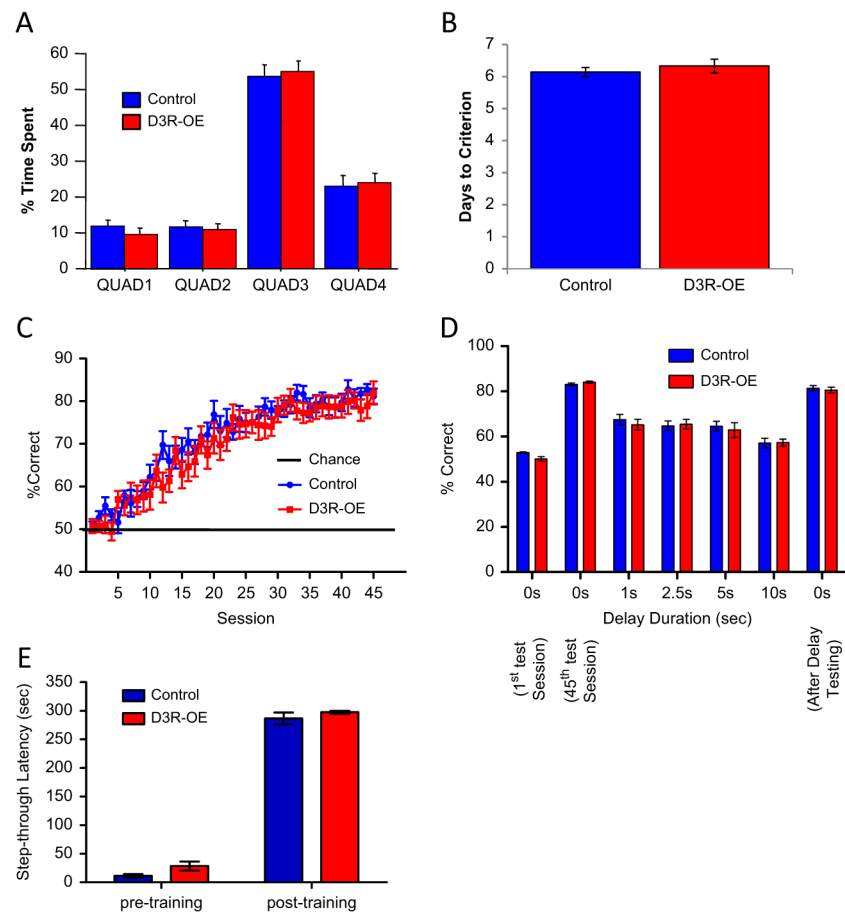 A
60
50
40
30
20
10
0
% Time Spent
Control
D3R-OE
QUAD1 QUAD2 QUAD3 QUAD4
B
7
6
5
4
3
2
1
0
Days to Criterion
Control D3R-OE
C
90
80
70
60
50
40
%Correct
Chance
Control
D3R-OE
5 10 15 20 25 30 35 40 45
Session
D
100
80
60
40
20
0
% Correct
Control
D3R-OE
0s 0s 1s 2.5s 5s 10s 0s
Delay Duration (sec)
(1st test
Session)
(45th test
Session)
(After Delay
Testing)
E
350
300
250
200
150
100
50
0
Step-through Latency (sec)
Control
D3R-OE
pre-training post-training